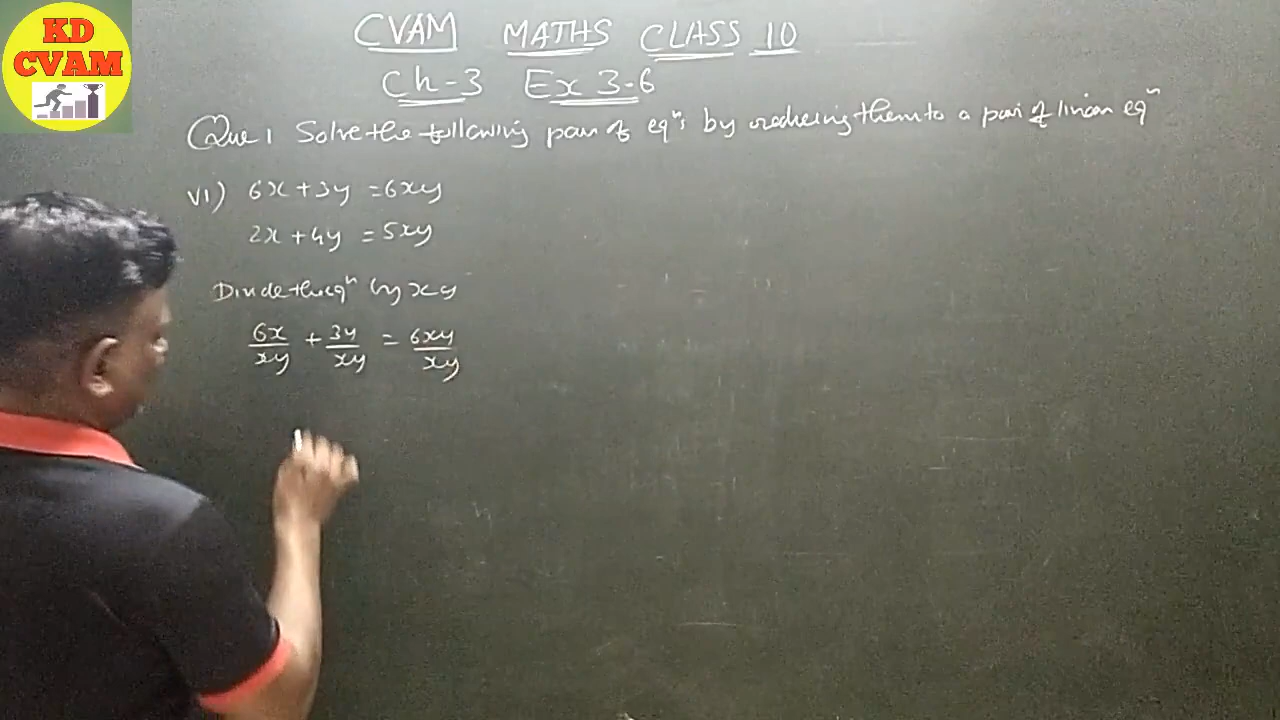 KD
CVAM
CVAM MATHS CLASS 10
Ch-3 Ex 3.6
Que 1 Solve the following pair of eqⁿs by reducing them to a pair of linear eqⁿ
VI) 6x + 3y = 6xy
2x + 4y = 5xy
Divide the eqⁿ by xy
6x/xy + 3y/xy = 6xy/xy